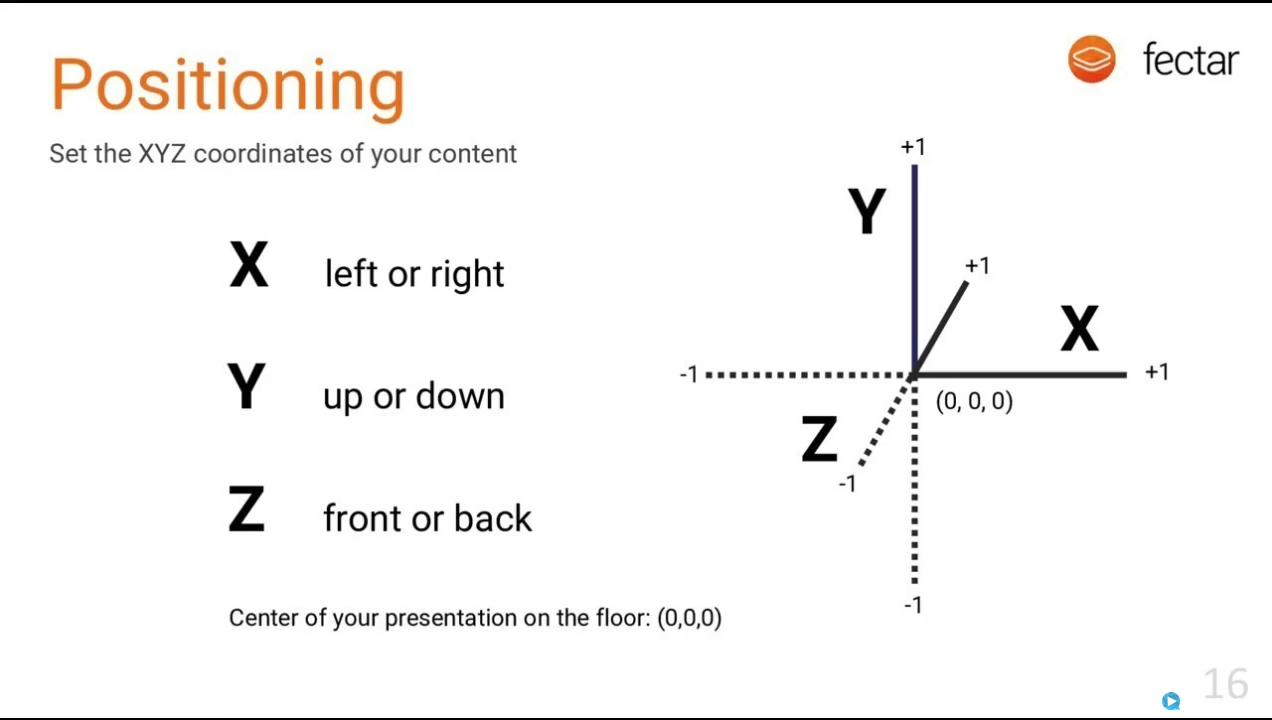 Positioning
fectar
Set the XYZ coordinates of your content
X left or right
Y up or down
Z front or back
Center of your presentation on the floor: (0,0,0)
+1
Y
+1
X
-1
+1
(0, 0, 0)
Z
-1
-1
16